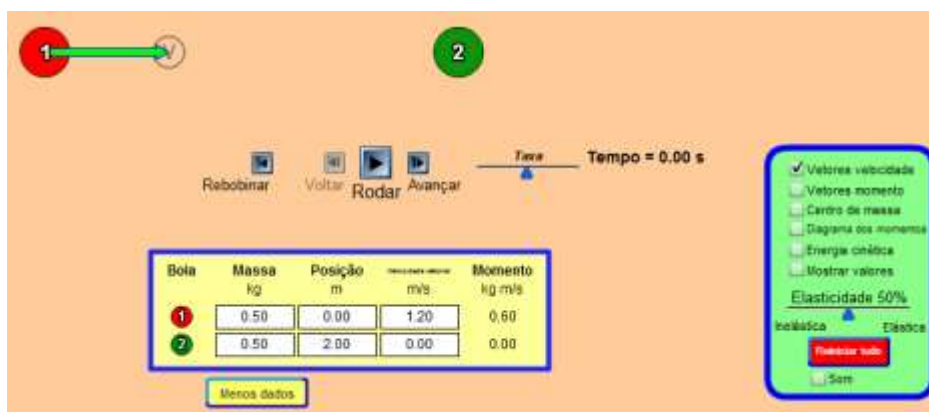 1
V
2
Taxa
Tempo = 0.00 s
Rebobinar
Voltar
Rodar
Avançar
Vetores velocidade
Vetores momento
Centro de massa
Diagrama dos momentos
Energia cinética
Mostrar valores
Elasticidade 50%
Inelástica Elástica
Reiniciar tudo
Som
Bola Massa Posição Momento
kg m m/s kg m/s
1 0.50 0.00 1.20 0.60
2 0.50 2.00 0.00 0.00
Menos dados